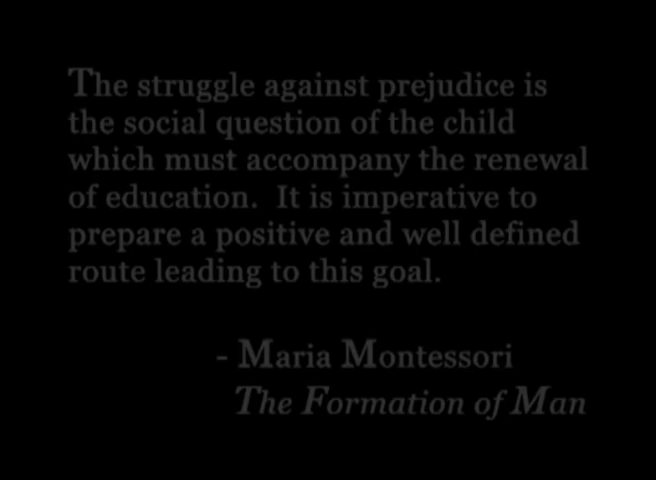 The struggle against prejudice is
the social question of the child
which must accompany the renewal
of education.  It is imperative to
prepare a positive and well defined
route leading to this goal.
- Maria Montessori
The Formation of Man